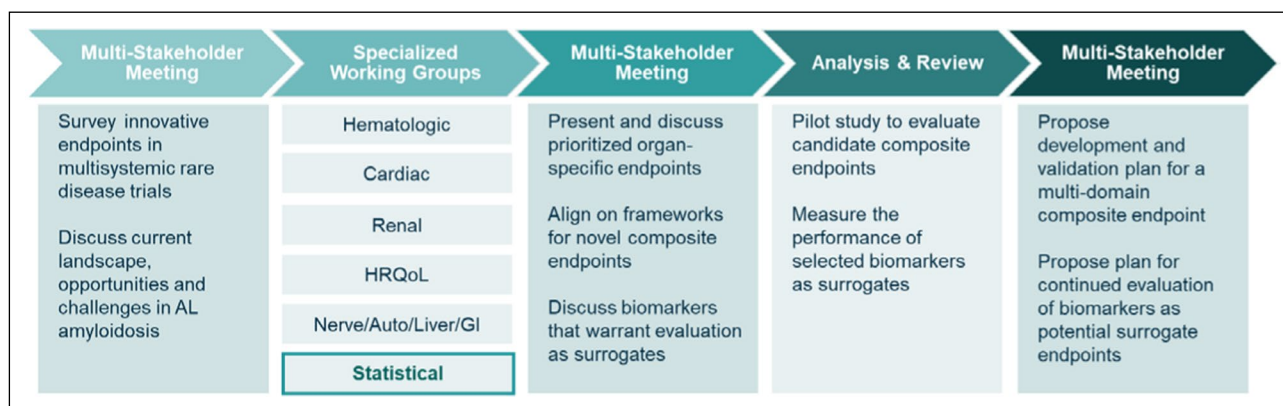 Multi-Stakeholder
Meeting
Survey innovative
endpoints in
multisystemic rare
disease trials
Discuss current
landscape,
opportunities and
challenges in AL
amyloidosis
Specialized
Working Groups
Hematologic
Cardiac
Renal
HRQoL
Nerve/Auto/Liver/GI
Statistical
Multi-Stakeholder
Meeting
Present and discuss
prioritized organ-
specific endpoints
Align on frameworks
for novel composite
endpoints
Discuss biomarkers
that warrant evaluation
as surrogates
Analysis & Review
Pilot study to evaluate
candidate composite
endpoints
Measure the
performance of
selected biomarkers
as surrogates
Multi-Stakeholder
Meeting
Propose
development and
validation plan for a
multi-domain
composite endpoint
Propose plan for
continued evaluation
of biomarkers as
potential surrogate
endpoints